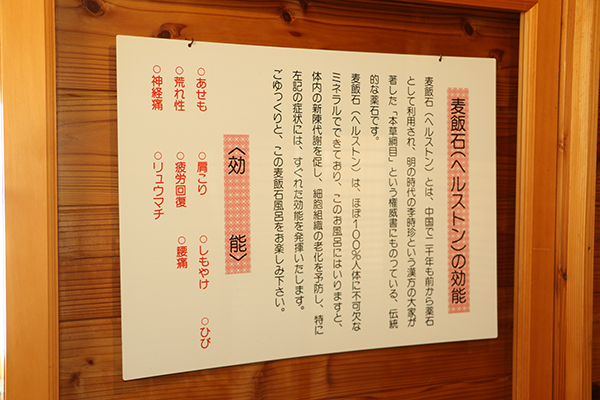 麦飯石(ヘルストン)の効能
麦飯石(ヘルストン)とは、中国で二千年も前から薬石
として利用され、明の時代の李時珍という漢方の大家が
著した「本草綱目」という権威書にものつている、伝統
的な薬石です。
麦飯石(ヘルストン)は、ほぼ100%人体に不可欠な
ミネラルでできており、このお風呂にはいりますと、
体内の新陳代謝を促し、細胞組織の老化を予防し、特に
左記の症状には、すぐれた効能を発揮いたします。
ごゆっくりと、この麦飯石風呂をお楽しみ下さい。
〈効能〉
○あせも ○肩こり ○しもやけ ○ひび
○荒れ性 ○疲労回復 ○腰痛
○神経痛 ○リュウマチ